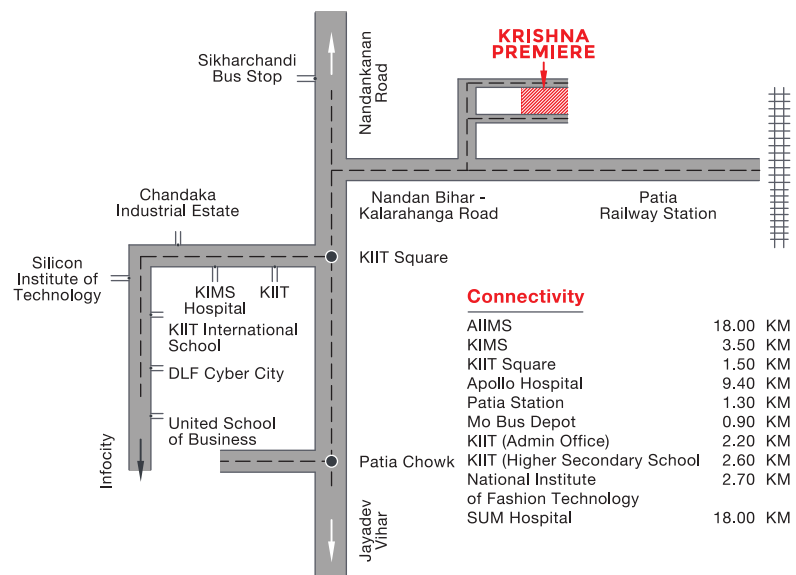 KRISHNA
PREMIERE
Sikharchandi
Bus Stop
Nandankanan
Road
Chandaka
Industrial Estate
Nandan Bihar -
Kalarahanga Road
Patia
Railway Station
Silicon
Institute of
Technology
KIIT Square
KIMS
Hospital
KIIT
KIIT International
School
DLF Cyber City
United School
of Business
Infocity
Patia Chowk
Jayadev
Vihar
Connectivity
AIIMS 18.00 KM
KIMS 3.50 KM
KIIT Square 1.50 KM
Apollo Hospital 9.40 KM
Patia Station 1.30 KM
Mo Bus Depot 0.90 KM
KIIT (Admin Office) 2.20 KM
KIIT (Higher Secondary School 2.60 KM
National Institute 2.70 KM
of Fashion Technology
SUM Hospital 18.00 KM